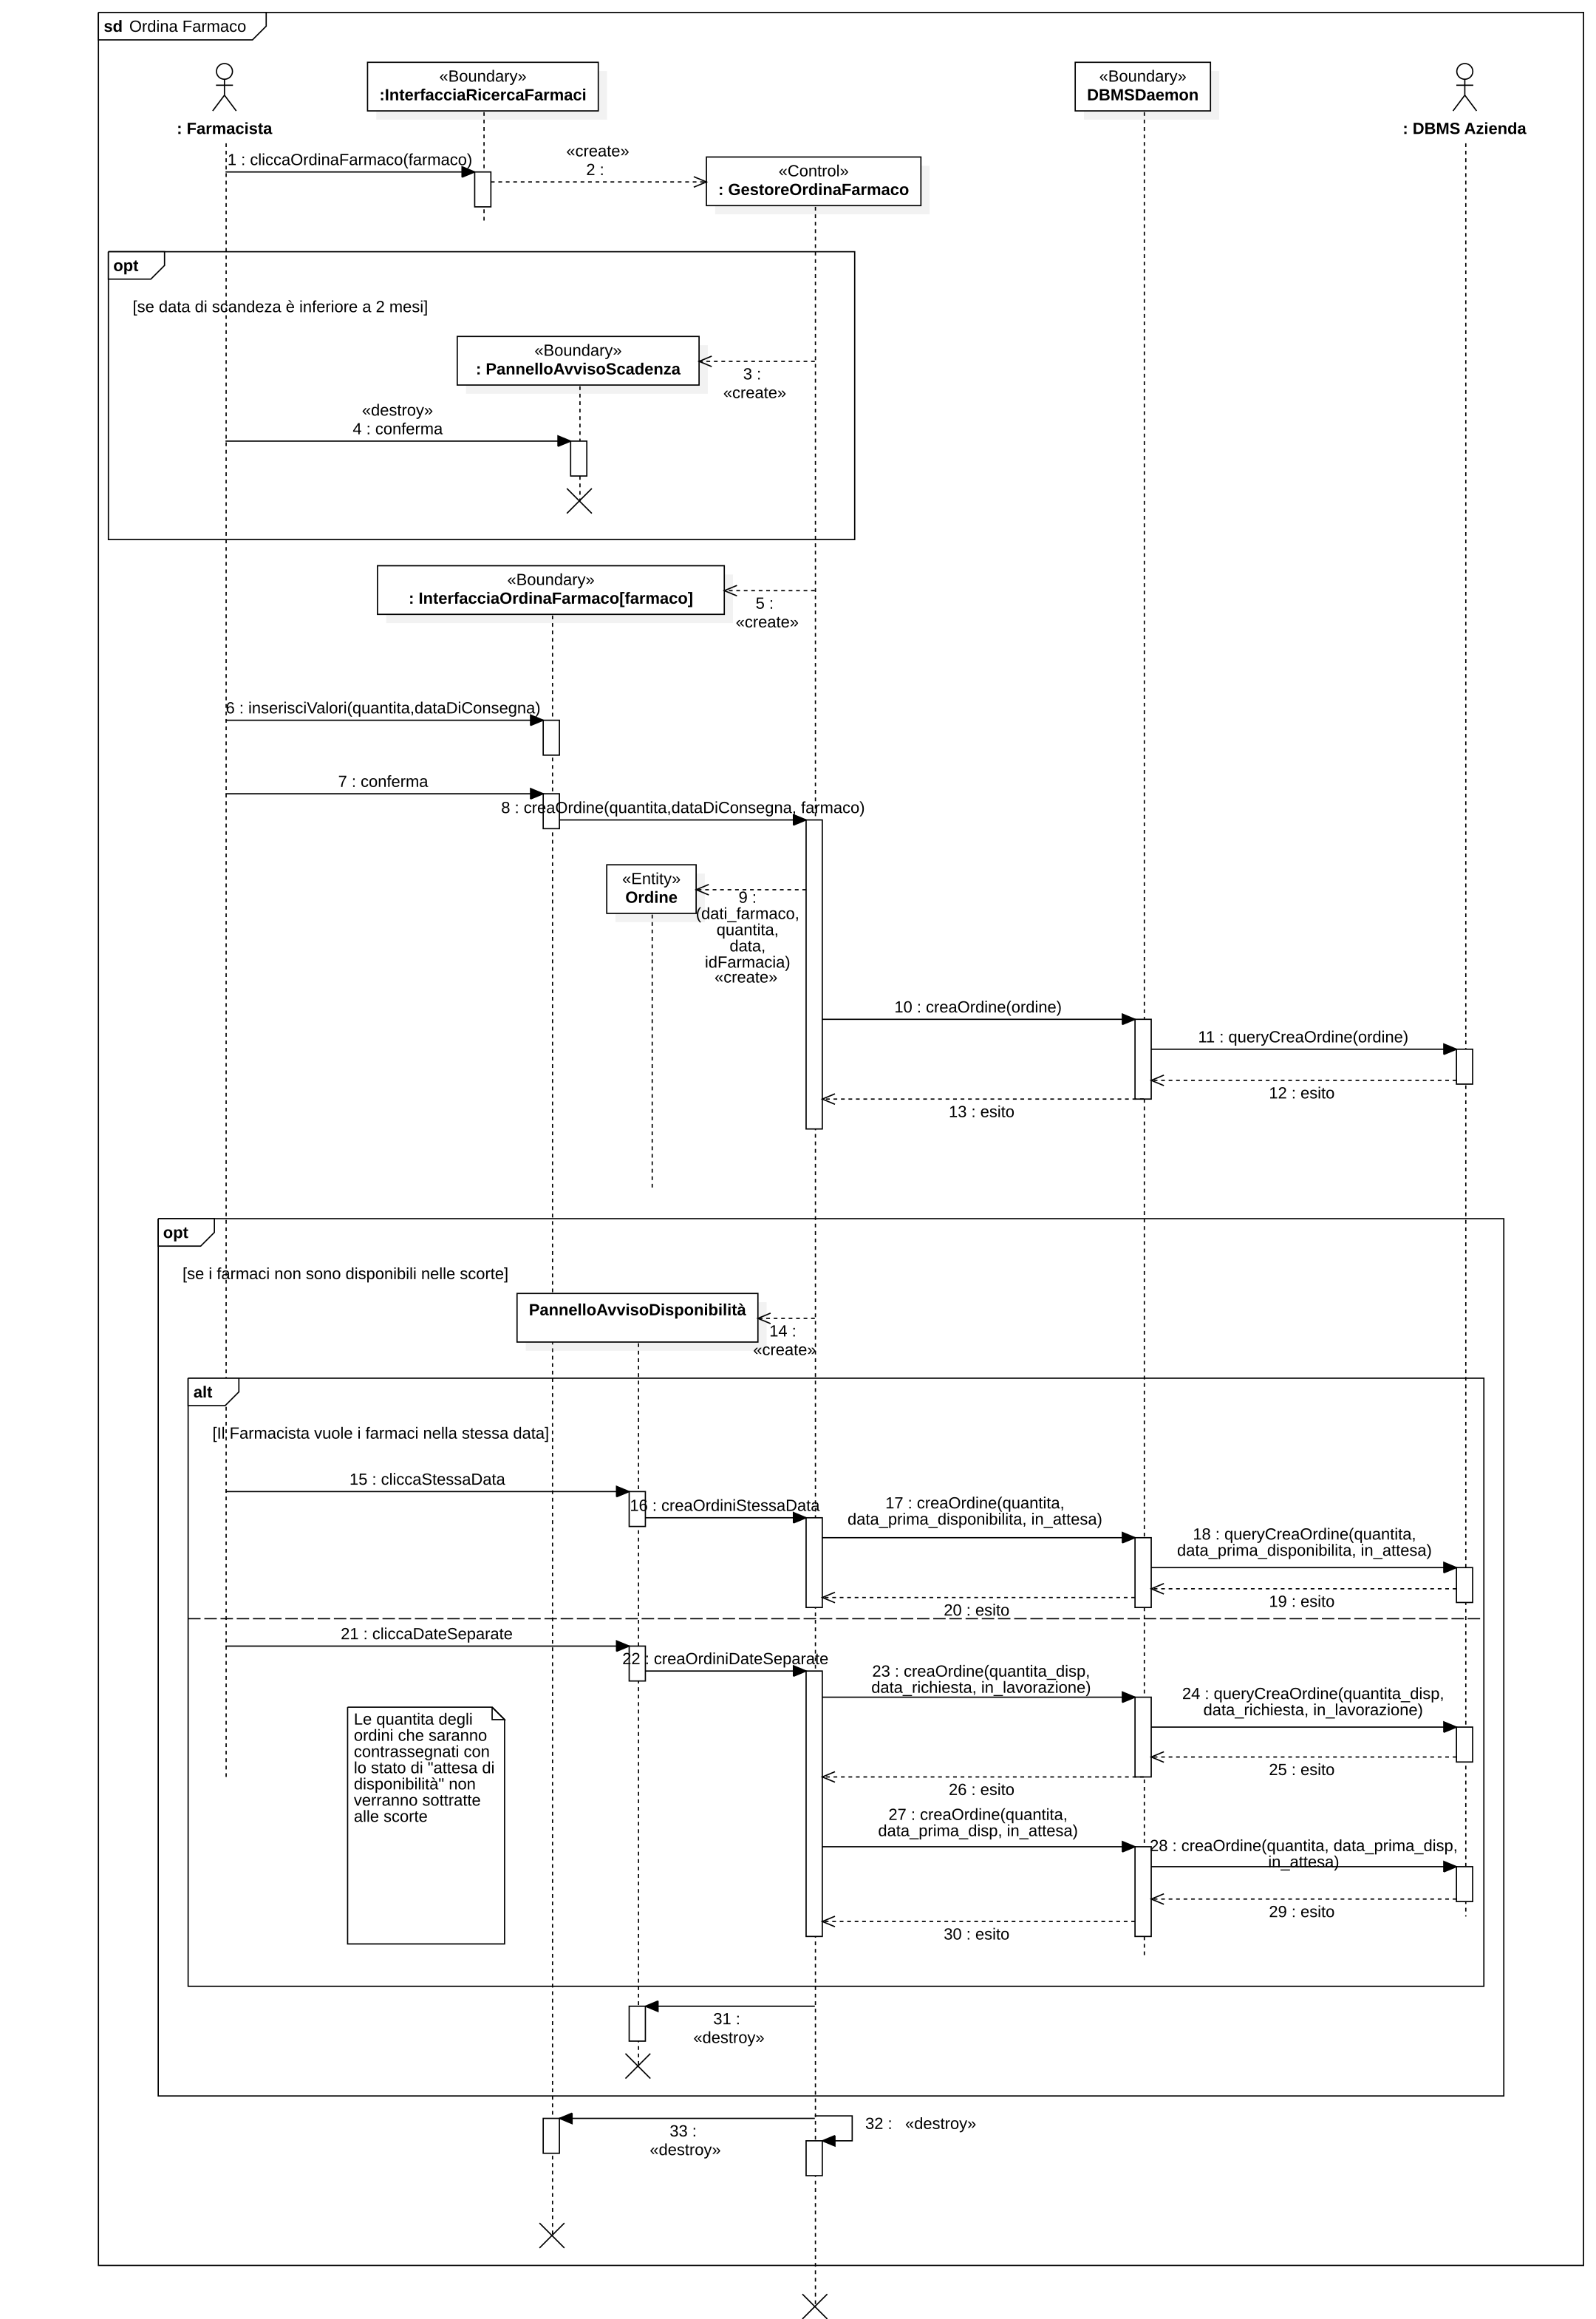 sd Ordina Farmaco
: Farmacista
«Boundary»
:InterfacciaRicercaFarmaci
«Boundary»
DBMSDaemon
: DBMS Azienda
1 : cliccaOrdinaFarmaco(farmaco)
«create»
2 :
«Control»
: GestoreOrdinaFarmaco
opt
[se data di scandeza è inferiore a 2 mesi]
«Boundary»
: PannelloAvvisoScadenza
3 :
«create»
«destroy»
4 : conferma
«Boundary»
: InterfacciaOrdinaFarmaco[farmaco]
5 :
«create»
6 : inserisciValori(quantita,dataDiConsegna)
7 : conferma
8 : creaOrdine(quantita,dataDiConsegna, farmaco)
«Entity»
Ordine
9 :
(dati_farmaco,
quantita,
data,
idFarmacia)
«create»
10 : creaOrdine(ordine)
11 : queryCreaOrdine(ordine)
12 : esito
13 : esito
opt
[se i farmaci non sono disponibili nelle scorte]
PannelloAvvisoDisponibilità
14 :
«create»
alt
[Il Farmacista vuole i farmaci nella stessa data]
15 : cliccaStessaData
16 : creaOrdiniStessaData
17 : creaOrdine(quantita,
data_prima_disponibilita, in_attesa)
18 : queryCreaOrdine(quantita,
data_prima_disponibilita, in_attesa)
19 : esito
20 : esito
21 : cliccaDateSeparate
22 : creaOrdiniDateSeparate
23 : creaOrdine(quantita_disp,
data_richiesta, in_lavorazione)
24 : queryCreaOrdine(quantita_disp,
data_richiesta, in_lavorazione)
25 : esito
26 : esito
Le quantita degli
ordini che saranno
contrassegnati con
lo stato di "attesa di
disponibilità" non
verranno sottratte
alle scorte
27 : creaOrdine(quantita,
data_prima_disp, in_attesa)
28 : creaOrdine(quantita, data_prima_disp,
in_attesa)
29 : esito
30 : esito
31 :
«destroy»
32 : «destroy»
33 :
«destroy»